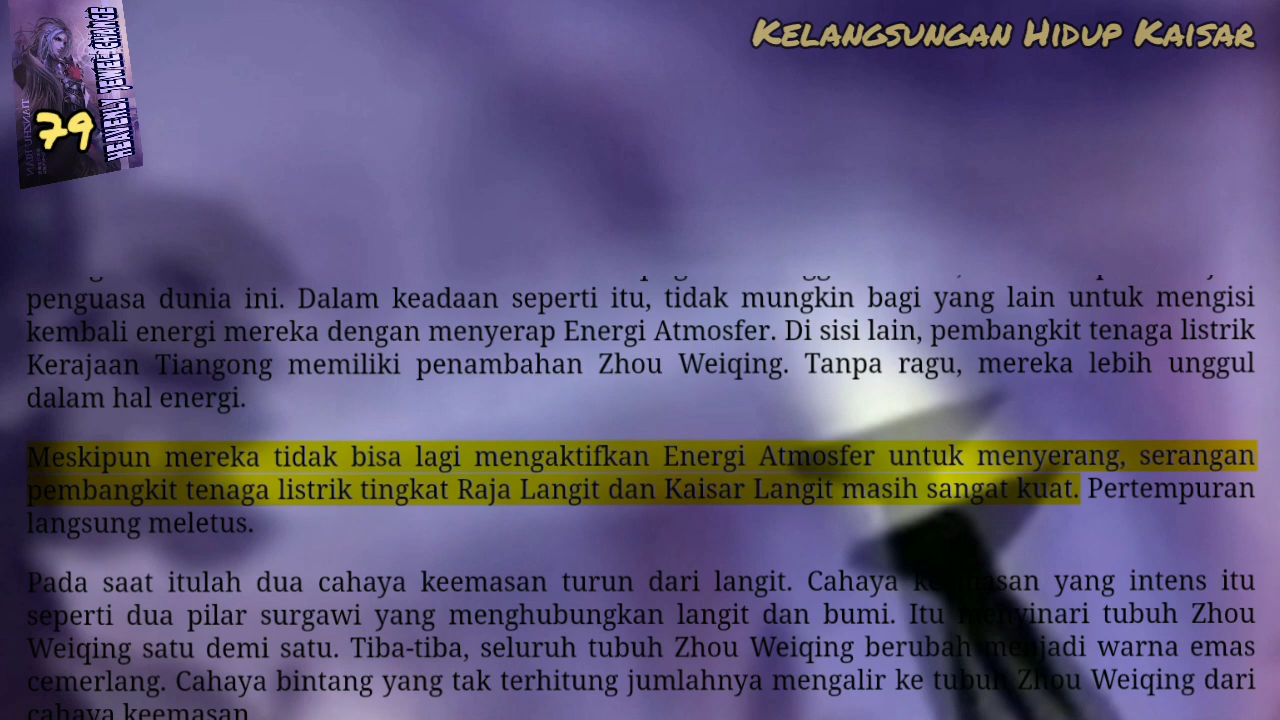 Kelangsungan Hidup Kaisar
HEAVENLY JEWEL CHANGE
79
penguasa dunia ini. Dalam keadaan seperti itu, tidak mungkin bagi yang lain untuk mengisi
kembali energi mereka dengan menyerap Energi Atmosfer. Di sisi lain, pembangkit tenaga listrik
Kerajaan Tiangong memiliki penambahan Zhou Weiqing. Tanpa ragu, mereka lebih unggul
dalam hal energi.
Meskipun mereka tidak bisa lagi mengaktifkan Energi Atmosfer untuk menyerang, serangan
pembangkit tenaga listrik tingkat Raja Langit dan Kaisar Langit masih sangat kuat. Pertempuran
langsung meletus.
Pada saat itulah dua cahaya keemasan turun dari langit. Cahaya keemasan yang intens itu
seperti dua pilar surgawi yang menghubungkan langit dan bumi. Itu menyinari tubuh Zhou
Weiqing satu demi satu. Tiba-tiba, seluruh tubuh Zhou Weiqing berubah menjadi warna emas
cemerlang. Cahaya bintang yang tak terhitung jumlahnya mengalir ke tubuh Zhou Weiqing dari
cahaya keemasan